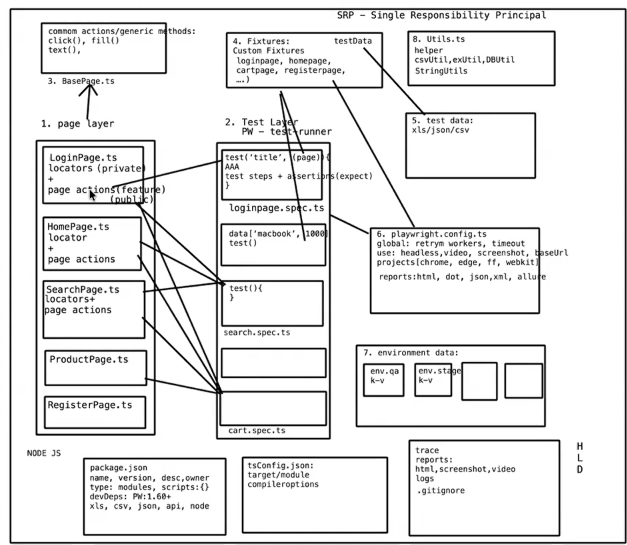 SRP - Single Responsibility Principal
commom actions/generic methods:
click(), fill()
text(),
3. BasePage.ts
4. Fixtures:
testData
Custom Fixtures
loginpage, homepage,
cartpage, registerpage,
….)
8. Utils.ts
helper
csvUtil,exUtil,DBUtil
StringUtils
5. test data:
xls/json/csv
1. page layer
LoginPage.ts
locators (private)
+
page actions(feature)
(public)
HomePage.ts
locator
+
page actions
SearchPage.ts
locators+
page actions
ProductPage.ts
RegisterPage.ts
2. Test Layer
PW - test-runner
test('title', (page)){
AAA
test steps + assertions(expect)
}
loginpage.spec.ts
data['macbook', 1000]
test()
test(){
}
search.spec.ts
cart.spec.ts
6. playwright.config.ts
global: retrym workers, timeout
use: headless,video, screenshot, baseUrl
projects[chrome, edge, ff, webkit]
reports:html, dot, json,xml, allure
7. environment data:
env.qa
k-v
env.stage
k-v
NODE JS
package.json
name, version, desc,owner
type: modules, scripts:{}
devDeps: PW:1.60+
xls, csv, json, api, node
tsConfig.json:
target/module
compileroptions
trace
reports:
html,screenshot,video
logs
.gitignore
H
L
D